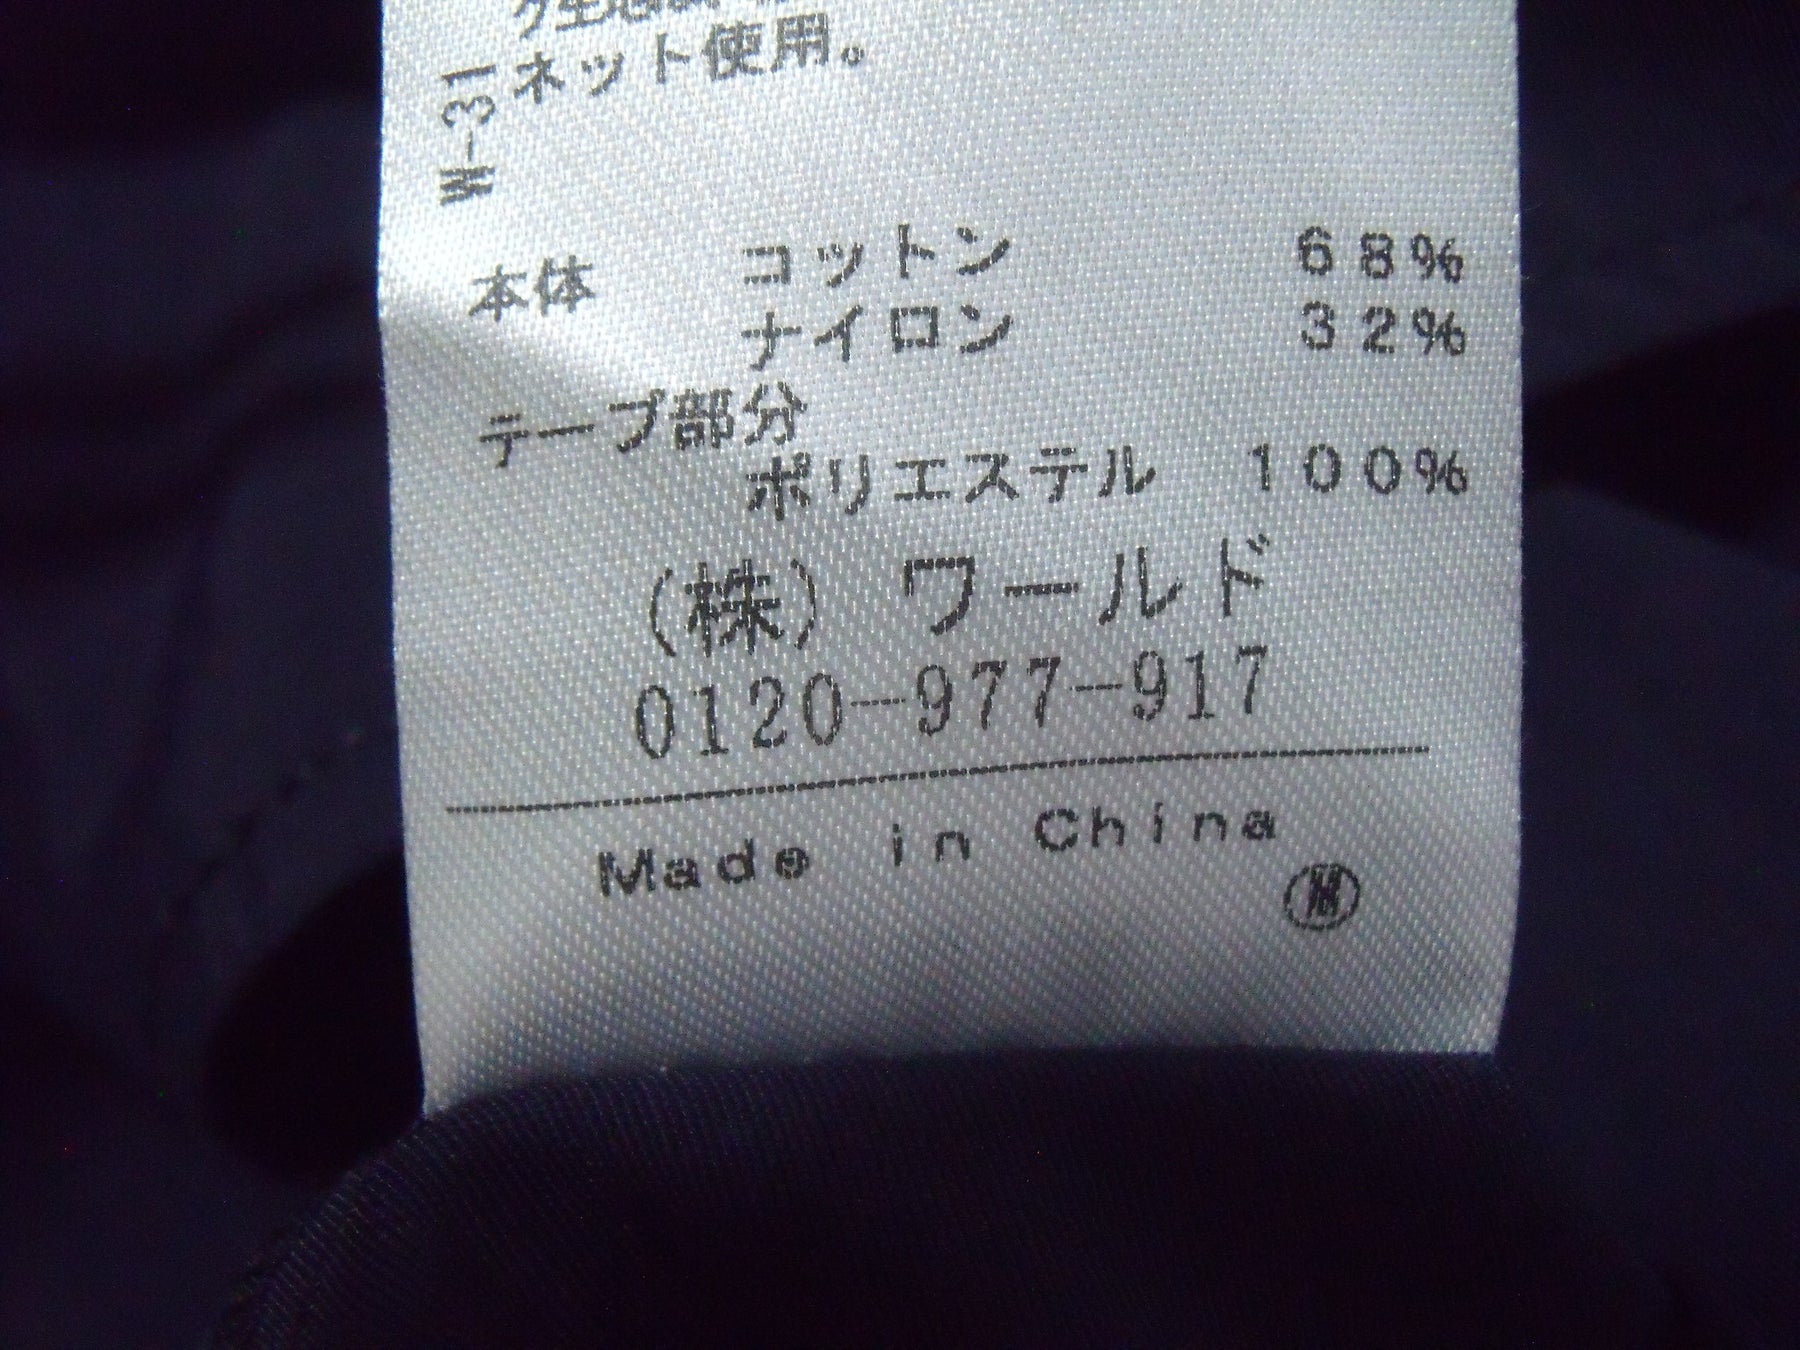 ネット使用。
W-31
本体 コットン 68%
ナイロン 32%
テープ部分
ポリエステル 100%
(株) ワールド
0120-977-917
Made in China
M